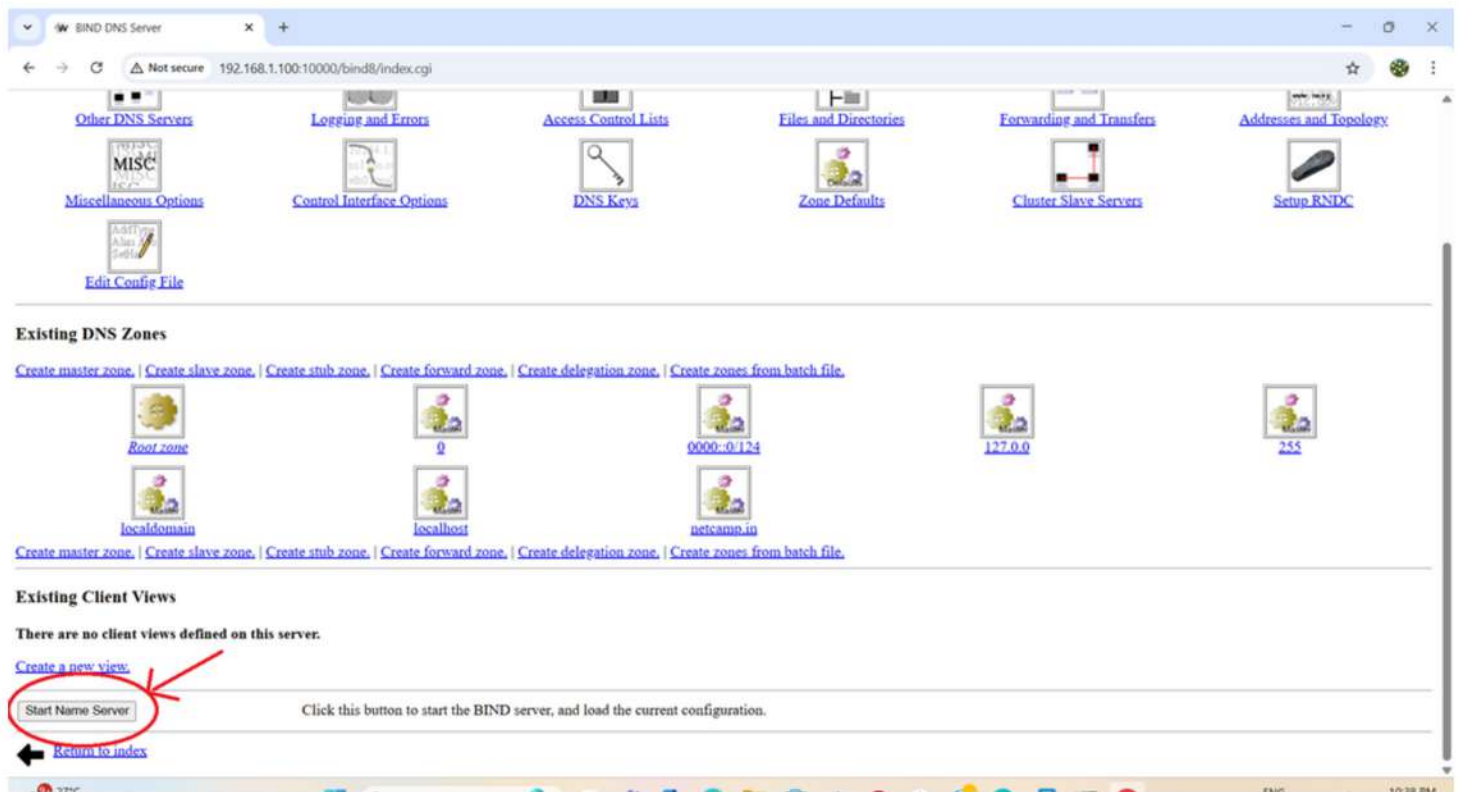 BIND DNS Server
Not secure 192.168.1.100:10000/bind8/index.cgi
Other DNS Servers Logging and Errors Access Control Lists Files and Directories Forwarding and Transfers Addresses and Topology
MISC
Miscellaneous Options Control Interface Options DNS Keys Zone Defaults Cluster Slave Servers Setup RNDC
Edit Config File
Existing DNS Zones
Create master zone. | Create slave zone. | Create stub zone. | Create forward zone. | Create delegation zone. | Create zones from batch file.
Root zone 0 0000::0/124 127.0.0 255
localdomain localhost netcamp.in
Create master zone. | Create slave zone. | Create stub zone. | Create forward zone. | Create delegation zone. | Create zones from batch file.
Existing Client Views
There are no client views defined on this server.
Create a new view.
Start Name Server Click this button to start the BIND server, and load the current configuration.
Return to index
27°C ENG 10:38 PM